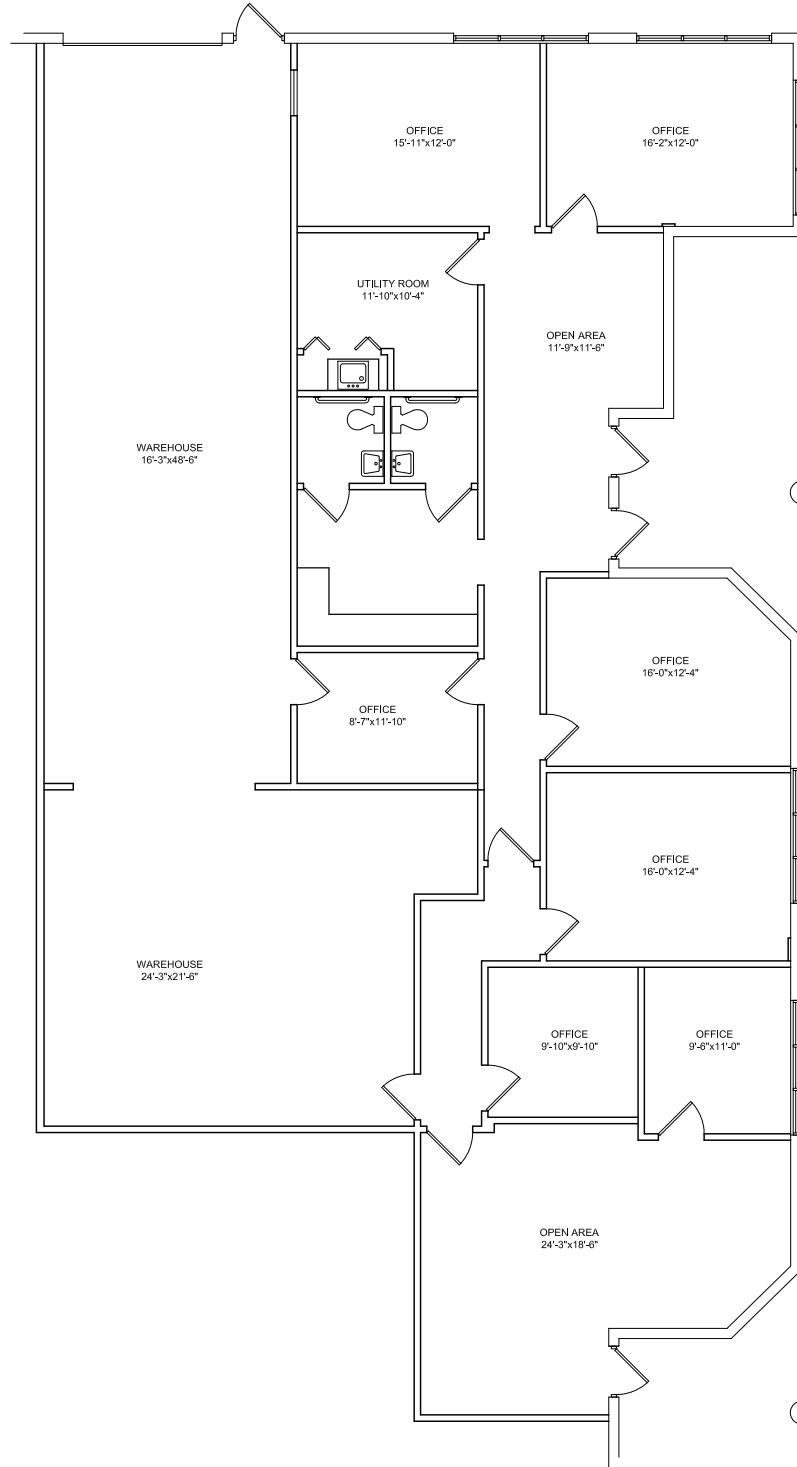 OFFICE
15'-11"x12'-0"
OFFICE
16'-2"x12'-0"
UTILITY ROOM
11'-10"x10'-4"
OPEN AREA
11'-9"x11'-6"
WAREHOUSE
16'-3"x48'-6"
OFFICE
16'-0"x12'-4"
OFFICE
8'-7"x11'-10"
OFFICE
16'-0"x12'-4"
WAREHOUSE
24'-3"x21'-6"
OFFICE
9'-10"x9'-10"
OFFICE
9'-6"x11'-0"
OPEN AREA
24'-3"x18'-6"